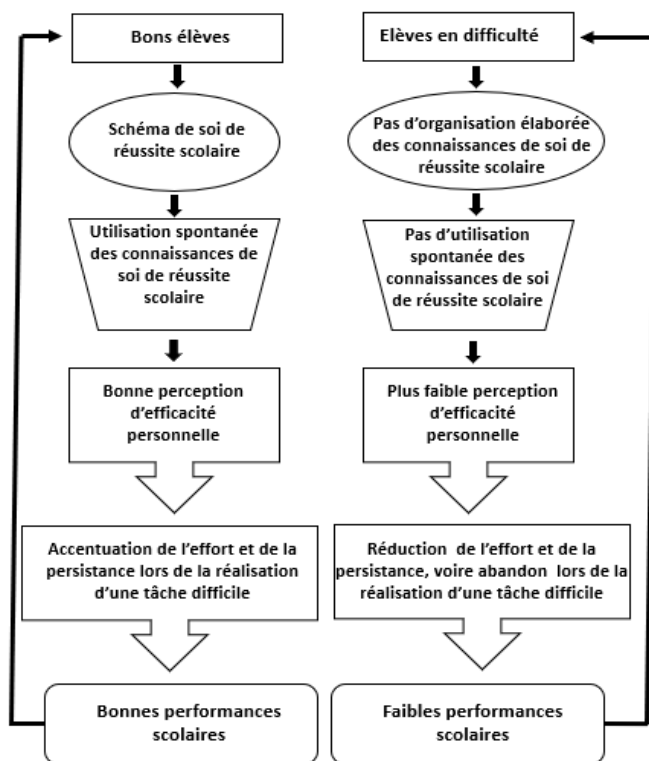 Bons élèves
Schéma de soi de
réussite scolaire
Utilisation spontanée
des connaissances de
soi de réussite
scolaire
Bonne perception
d'efficacité
personnelle
Accentuation de l'effort et de la
persistance lors de la réalisation
d'une tâche difficile
Bonnes performances
scolaires
Elèves en difficulté
Pas d'organisation élaborée
des connaissances de soi de
réussite scolaire
Pas d'utilisation
spontanée des
connaissances de soi
de réussite scolaire
Plus faible perception
d'efficacité
personnelle
Réduction de l'effort et de la
persistance, voire abandon lors de la
réalisation d'une tâche difficile
Faibles performances
scolaires